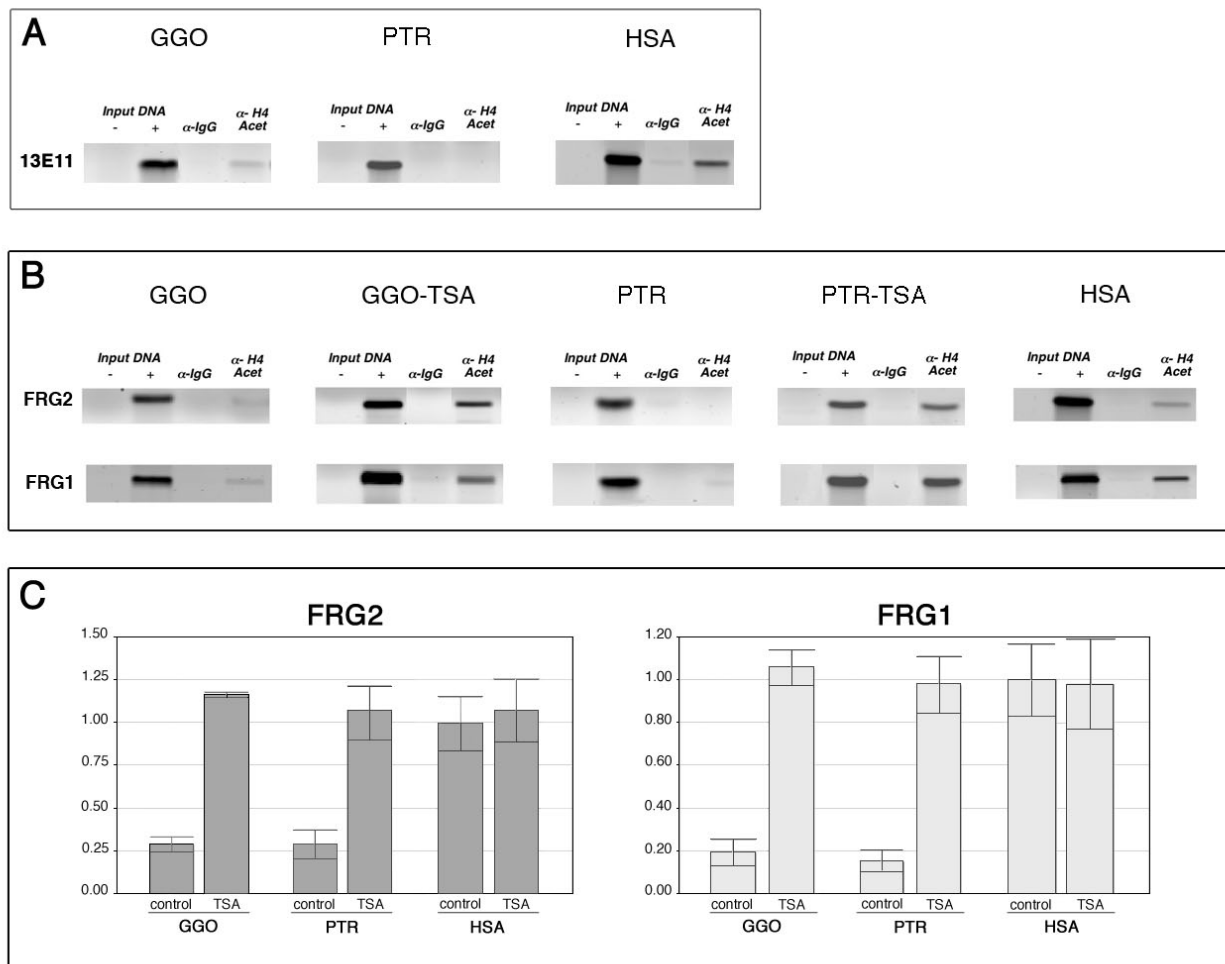 A
GGO PTR HSA
Input DNA α-IgG α- H4 Acet
- +
Input DNA α-IgG α- H4 Acet
- +
Input DNA α-IgG α- H4 Acet
- +
13E11
B
GGO GGO-TSA PTR PTR-TSA HSA
Input DNA α-IgG α- H4 Acet
- +
Input DNA α-IgG α- H4 Acet
- +
Input DNA α-IgG α- H4 Acet
- +
Input DNA α-IgG α- H4 Acet
- +
Input DNA α-IgG α- H4 Acet
- +
FRG2
FRG1
C
FRG2
1.50
1.25
1.00
0.75
0.50
0.25
0.00
control TSA control TSA control TSA
GGO PTR HSA
FRG1
1.20
1.00
0.80
0.60
0.40
0.20
0.00
control TSA control TSA control TSA
GGO PTR HSA